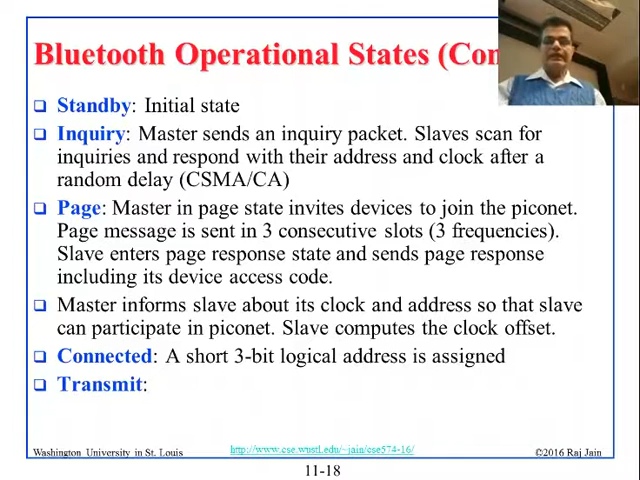 Bluetooth Operational States (Con
Standby: Initial state
Inquiry: Master sends an inquiry packet. Slaves scan for
inquiries and respond with their address and clock after a
random delay (CSMA/CA)
Page: Master in page state invites devices to join the piconet.
Page message is sent in 3 consecutive slots (3 frequencies).
Slave enters page response state and sends page response
including its device access code.
Master informs slave about its clock and address so that slave
can participate in piconet. Slave computes the clock offset.
Connected: A short 3-bit logical address is assigned
Transmit:
Washington University in St. Louis
http://www.cse.wustl.edu/~jain/cse574-16/
©2016 Raj Jain
11-18